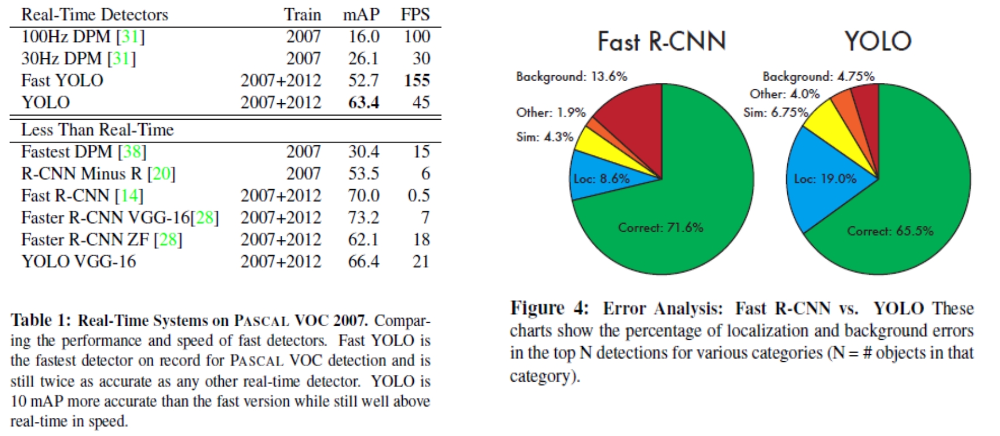 Real-Time Detectors Train mAP FPS
100Hz DPM [31] 2007 16.0 100
30Hz DPM [31] 2007 26.1 30
Fast YOLO 2007+2012 52.7 155
YOLO 2007+2012 63.4 45
Less Than Real-Time
Fastest DPM [38] 2007 30.4 15
R-CNN Minus R [20] 2007 53.5 6
Fast R-CNN [14] 2007+2012 70.0 0.5
Faster R-CNN VGG-16[28] 2007+2012 73.2 7
Faster R-CNN ZF [28] 2007+2012 62.1 18
YOLO VGG-16 2007+2012 66.4 21
Table 1: Real-Time Systems on PASCAL VOC 2007. Compar-
ing the performance and speed of fast detectors. Fast YOLO is
the fastest detector on record for PASCAL VOC detection and is
still twice as accurate as any other real-time detector. YOLO is
10 mAP more accurate than the fast version while still well above
real-time in speed.
Fast R-CNN
Background: 13.6%
Other: 1.9%
Sim: 4.3%
Loc: 8.6%
Correct: 71.6%
YOLO
Background: 4.75%
Other: 4.0%
Sim: 6.75%
Loc: 19.0%
Correct: 65.5%
Figure 4: Error Analysis: Fast R-CNN vs. YOLO These
charts show the percentage of localization and background errors
in the top N detections for various categories (N = # objects in that
category).